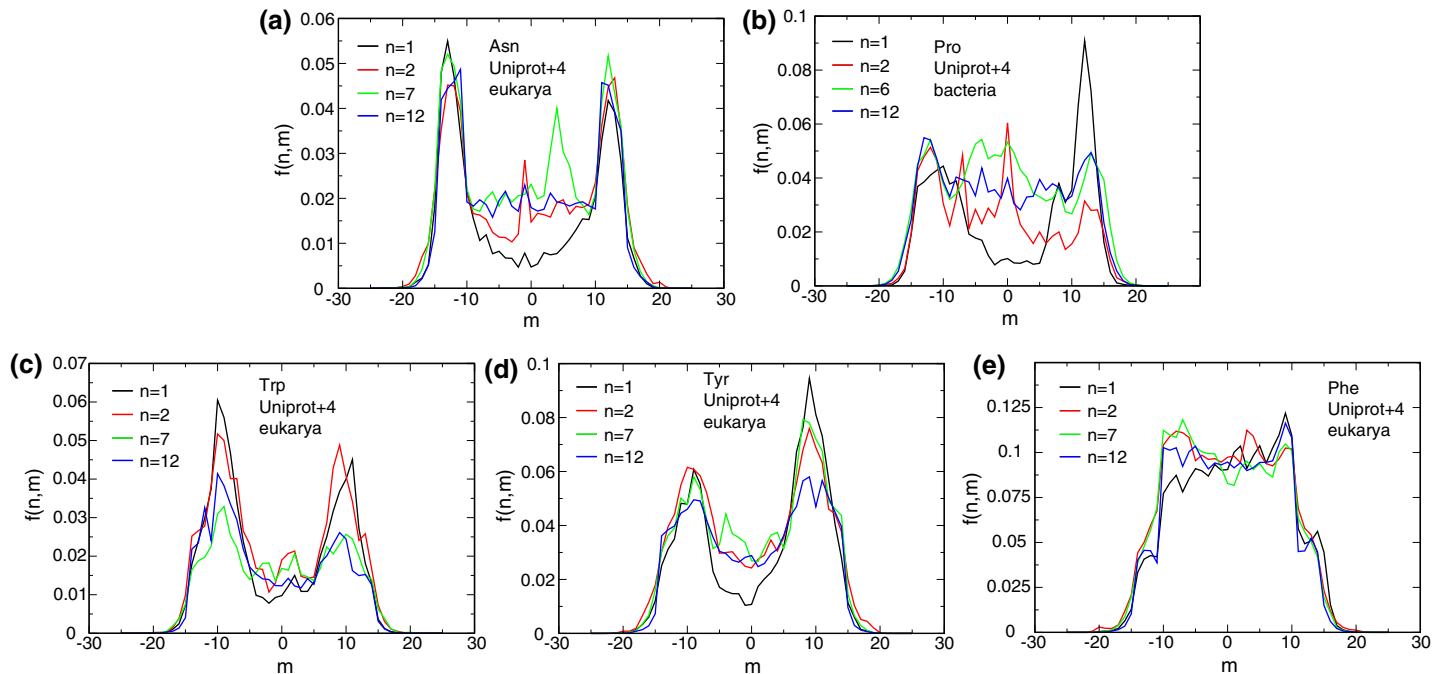 (a)
0.06
0.05
0.04
0.03
0.02
0.01
0
f(n,m)
n=1
n=2
n=7
n=12
Asn
Uniprot+4
eukarya
-30
-20
-10
0
10
20
30
m
(b)
0.1
0.08
0.06
0.04
0.02
0
f(n,m)
n=1
n=2
n=6
n=12
Pro
Uniprot+4
bacteria
-30
-20
-10
0
10
20
m
(c)
0.07
0.06
0.05
0.04
0.03
0.02
0.01
0
f(n,m)
n=1
n=2
n=7
n=12
Trp
Uniprot+4
eukarya
-30
-20
-10
0
10
20
30
m
(d)
0.1
0.08
0.06
0.04
0.02
0
f(n,m)
n=1
n=2
n=7
n=12
Tyr
Uniprot+4
eukarya
-30
-20
-10
0
10
20
30
m
(e)
0.125
0.1
0.075
0.05
0.025
0
f(n,m)
n=1
n=2
n=7
n=12
Phe
Uniprot+4
eukarya
-30
-20
-10
0
10
20
30
m